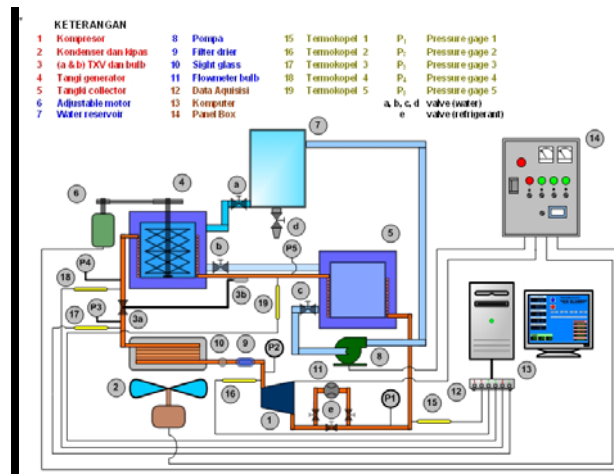 KETERANGAN
1 Kompresor
2 Kondenser dan kipas
3 (a & b) TXV dan bulb
4 Tangi generator
5 Tangki collector
6 Adjustable motor
7 Water reservoir
8 Pompa
9 Filter drier
10 Sight glass
11 Flowmeter bulb
12 Data Aquisisi
13 Komputer
14 Panel Box
15 Termokopel 1
16 Termokopel 2
17 Termokopel 3
18 Termokopel 4
19 Termokopel 5
P₁ Pressure gage 1
P₂ Pressure gage 2
P₃ Pressure gage 3
P₄ Pressure gage 4
P₅ Pressure gage 5
a, b, c, d valve (water)
e valve (refrigerant)
7
14
6
4
a
d
5
b
P5
P4
18
3b
c
19
P3
17
3a
10
9
P2
8
11
2
16
1
e
P1
15
12
13